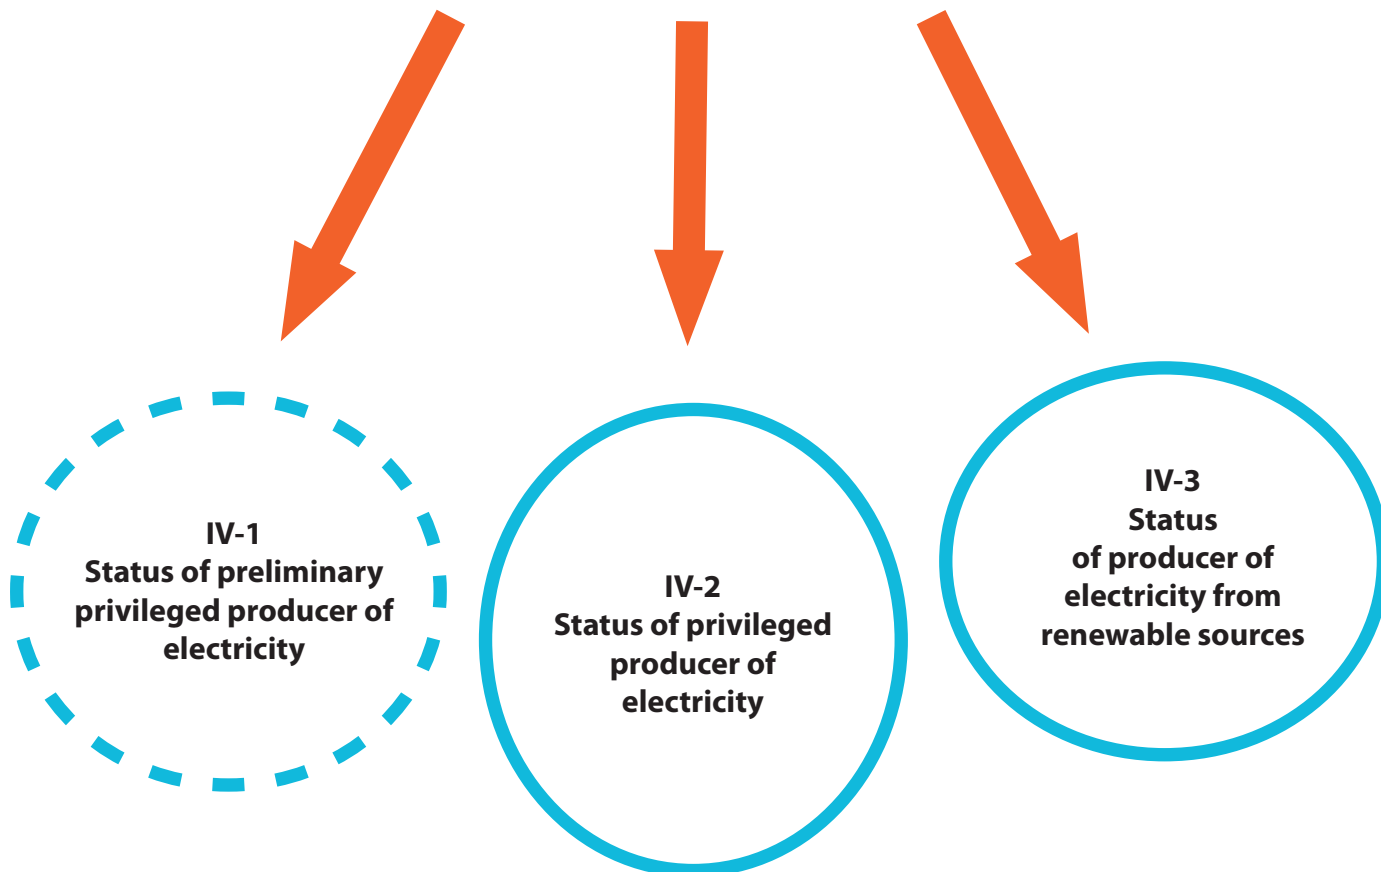 IV-1
Status of preliminary
privileged producer of
electricity
IV-2
Status of privileged
producer of
electricity
IV-3
Status
of producer of
electricity from
renewable sources